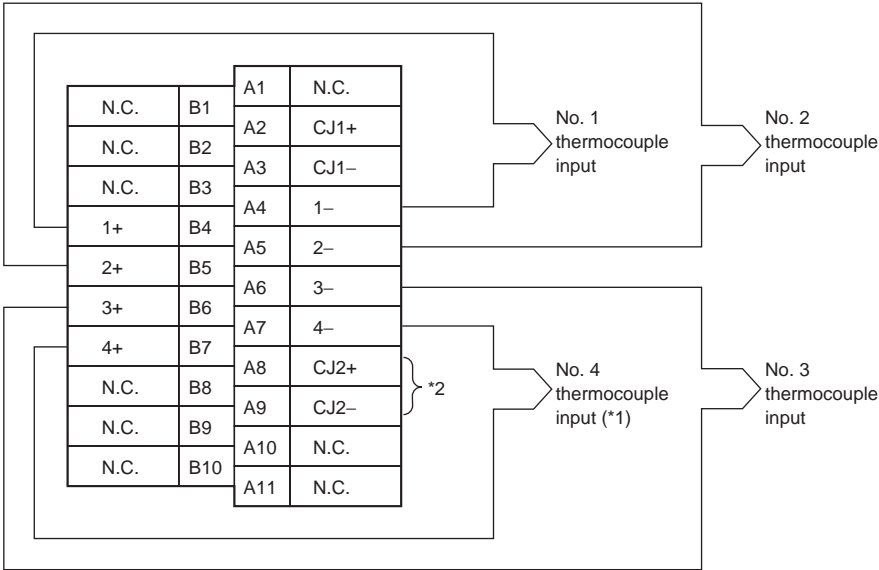 A1 N.C.
N.C. B1
A2 CJ1+
N.C. B2
A3 CJ1−
N.C. B3
A4 1−
1+ B4
A5 2−
2+ B5
A6 3−
3+ B6
A7 4−
4+ B7
A8 CJ2+
N.C. B8
A9 CJ2−
N.C. B9
A10 N.C.
N.C. B10
A11 N.C.
*2
No. 1
thermocouple
input
No. 2
thermocouple
input
No. 4
thermocouple
input (*1)
No. 3
thermocouple
input